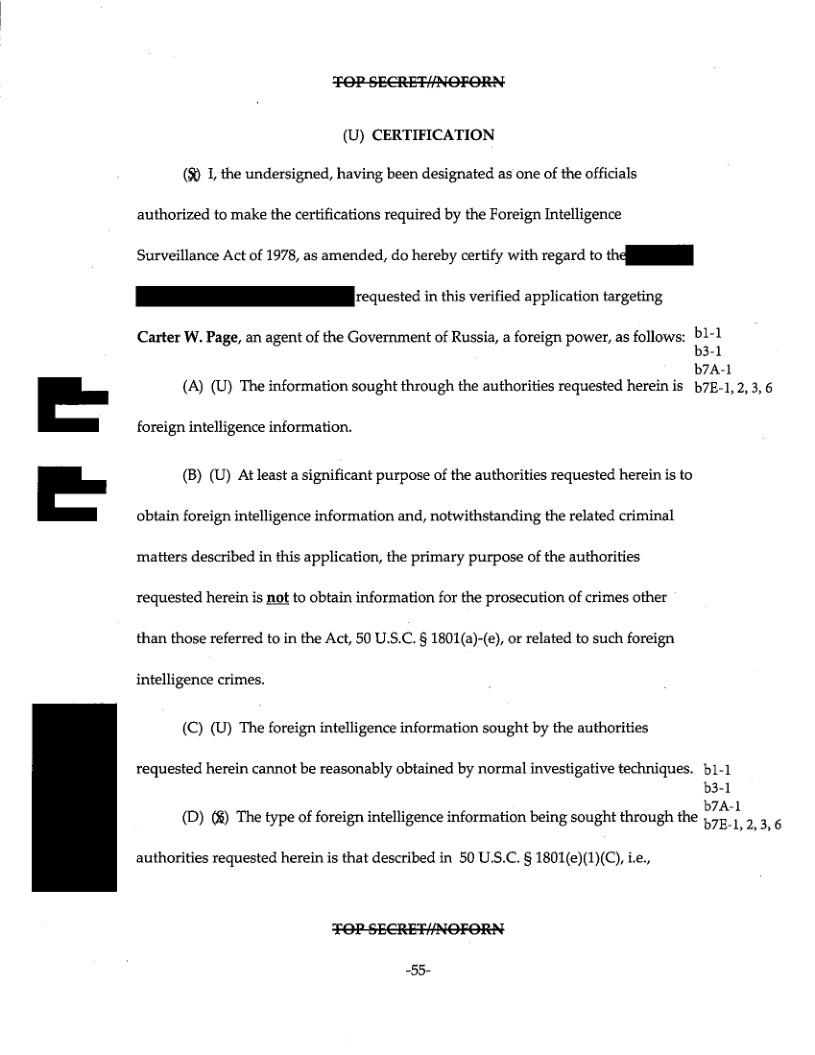 TOP SECRET//NOFORN
(U) CERTIFICATION
(S) I, the undersigned, having been designated as one of the officials
authorized to make the certifications required by the Foreign Intelligence
Surveillance Act of 1978, as amended, do hereby certify with regard to the
requested in this verified application targeting
Carter W. Page, an agent of the Government of Russia, a foreign power, as follows:
b1-1
b3-1
b7A-1
b7E-1, 2, 3, 6
(A) (U) The information sought through the authorities requested herein is
foreign intelligence information.
(B) (U) At least a significant purpose of the authorities requested herein is to
obtain foreign intelligence information and, notwithstanding the related criminal
matters described in this application, the primary purpose of the authorities
requested herein is not to obtain information for the prosecution of crimes other
than those referred to in the Act, 50 U.S.C. § 1801(a)-(e), or related to such foreign
intelligence crimes.
(C) (U) The foreign intelligence information sought by the authorities
requested herein cannot be reasonably obtained by normal investigative techniques.
b1-1
b3-1
b7A-1
b7E-1, 2, 3, 6
(D) (S) The type of foreign intelligence information being sought through the
authorities requested herein is that described in 50 U.S.C. § 1801(e)(1)(C), i.e.,
TOP SECRET//NOFORN
-55-